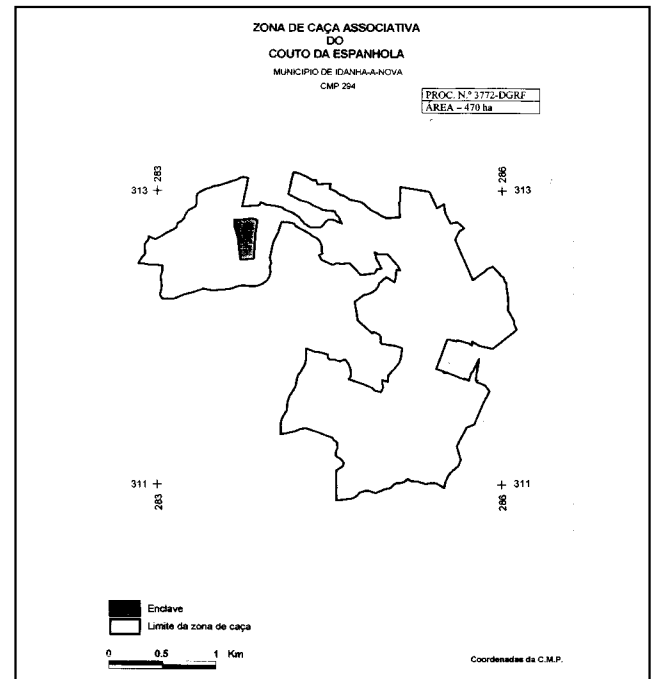 ZONA DE CAÇA ASSOCIATIVA
DO
COUTO DA ESPANHOLA
MUNICIPIO DE IDANHA-A-NOVA
CMP 294
PROC. N.º 3772-DGRF
ÁREA – 470 ha
283
286
313
313
311
311
283
286
Enclave
Limite da zona de caça
0 0.5 1 Km
Coordenadas da C.M.P.